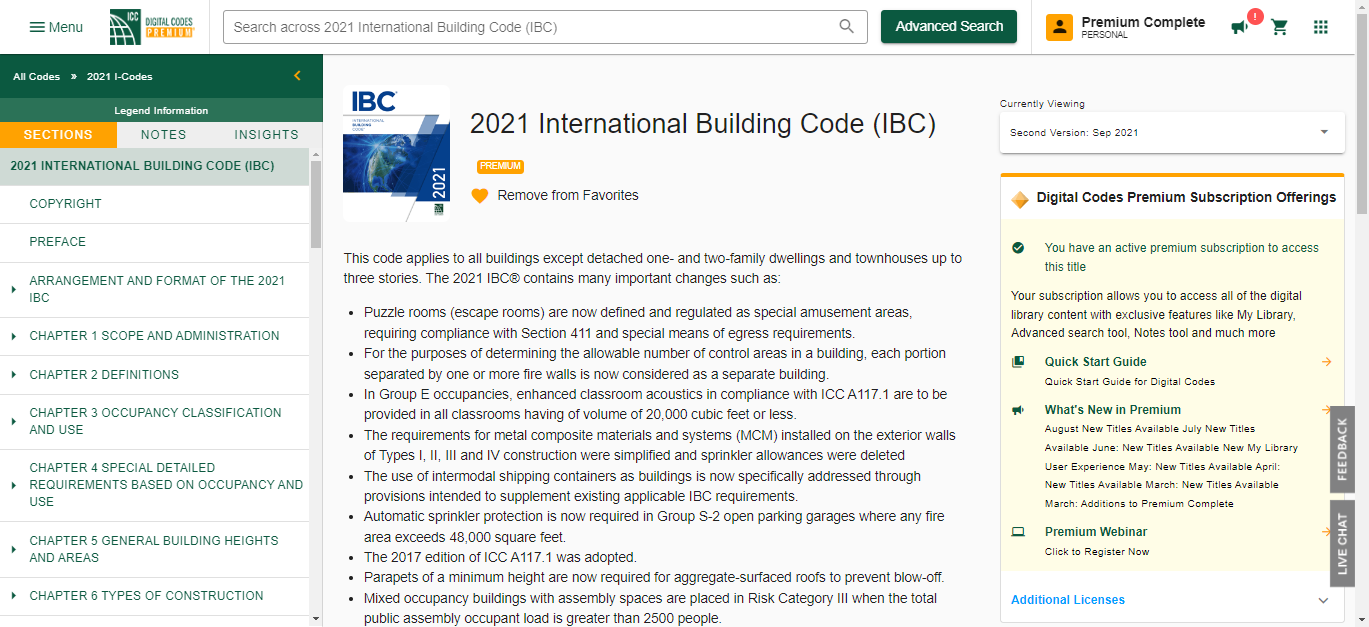 Menu
ICC
DIGITAL CODES
PREMIUM
Search across 2021 International Building Code (IBC)
Advanced Search
Premium Complete
PERSONAL
!
All Codes » 2021 I-Codes
Legend Information
SECTIONS NOTES INSIGHTS
2021 INTERNATIONAL BUILDING CODE (IBC)
COPYRIGHT
PREFACE
ARRANGEMENT AND FORMAT OF THE 2021
IBC
CHAPTER 1 SCOPE AND ADMINISTRATION
CHAPTER 2 DEFINITIONS
CHAPTER 3 OCCUPANCY CLASSIFICATION
AND USE
CHAPTER 4 SPECIAL DETAILED
REQUIREMENTS BASED ON OCCUPANCY AND
USE
CHAPTER 5 GENERAL BUILDING HEIGHTS
AND AREAS
CHAPTER 6 TYPES OF CONSTRUCTION
IBC
INTERNATIONAL
BUILDING
CODE
2021
2021 International Building Code (IBC)
PREMIUM
Remove from Favorites
This code applies to all buildings except detached one- and two-family dwellings and townhouses up to
three stories. The 2021 IBC® contains many important changes such as:
• Puzzle rooms (escape rooms) are now defined and regulated as special amusement areas,
requiring compliance with Section 411 and special means of egress requirements.
• For the purposes of determining the allowable number of control areas in a building, each portion
separated by one or more fire walls is now considered as a separate building.
• In Group E occupancies, enhanced classroom acoustics in compliance with ICC A117.1 are to be
provided in all classrooms having of volume of 20,000 cubic feet or less.
• The requirements for metal composite materials and systems (MCM) installed on the exterior walls
of Types I, II, III and IV construction were simplified and sprinkler allowances were deleted
• The use of intermodal shipping containers as buildings is now specifically addressed through
provisions intended to supplement existing applicable IBC requirements.
• Automatic sprinkler protection is now required in Group S-2 open parking garages where any fire
area exceeds 48,000 square feet.
• The 2017 edition of ICC A117.1 was adopted.
• Parapets of a minimum height are now required for aggregate-surfaced roofs to prevent blow-off.
• Mixed occupancy buildings with assembly spaces are placed in Risk Category III when the total
public assembly occupant load is greater than 2500 people.
Currently Viewing
Second Version: Sep 2021
Digital Codes Premium Subscription Offerings
You have an active premium subscription to access
this title
Your subscription allows you to access all of the digital
library content with exclusive features like My Library,
Advanced search tool, Notes tool and much more
Quick Start Guide
Quick Start Guide for Digital Codes
What's New in Premium
August New Titles Available July New Titles
Available June: New Titles Available New My Library
User Experience May: New Titles Available April:
New Titles Available March: New Titles Available
March: Additions to Premium Complete
Premium Webinar
Click to Register Now
Additional Licenses
FEEDBACK
LIVE CHAT